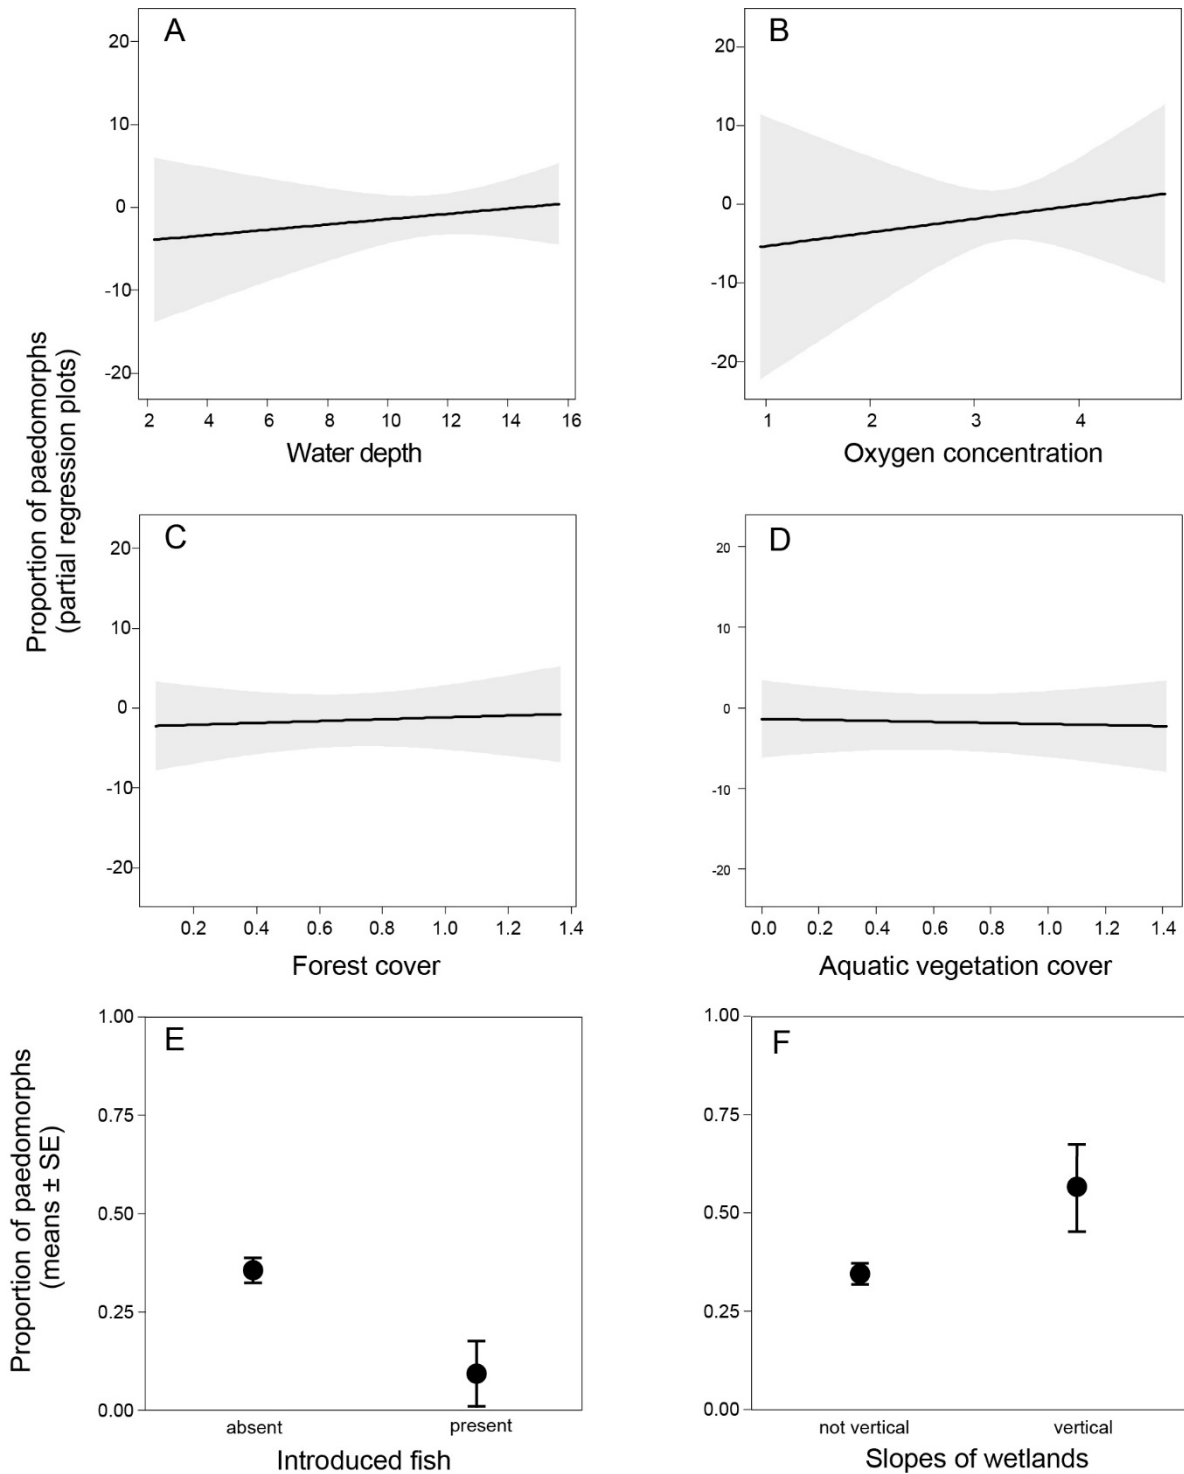 A
20
10
0
-10
-20
2 4 6 8 10 12 14 16
Water depth
B
20
10
0
-10
-20
1 2 3 4
Oxygen concentration
Proportion of paedomorphs
(partial regression plots)
C
20
10
0
-10
-20
0.2 0.4 0.6 0.8 1.0 1.2 1.4
Forest cover
D
20
10
0
-10
-20
0.0 0.2 0.4 0.6 0.8 1.0 1.2 1.4
Aquatic vegetation cover
Proportion of paedomorphs
(means ± SE)
E
1.00
0.75
0.50
0.25
0.00
absent present
Introduced fish
F
1.00
0.75
0.50
0.25
0.00
not vertical vertical
Slopes of wetlands